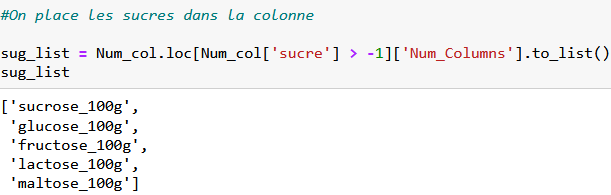 #On place les sucres dans la colonne
sug_list = Num_col.loc[Num_col['sucre'] > -1]['Num_Columns'].to_list()
sug_list
['sucrose_100g',
 'glucose_100g',
 'fructose_100g',
 'lactose_100g',
 'maltose_100g']